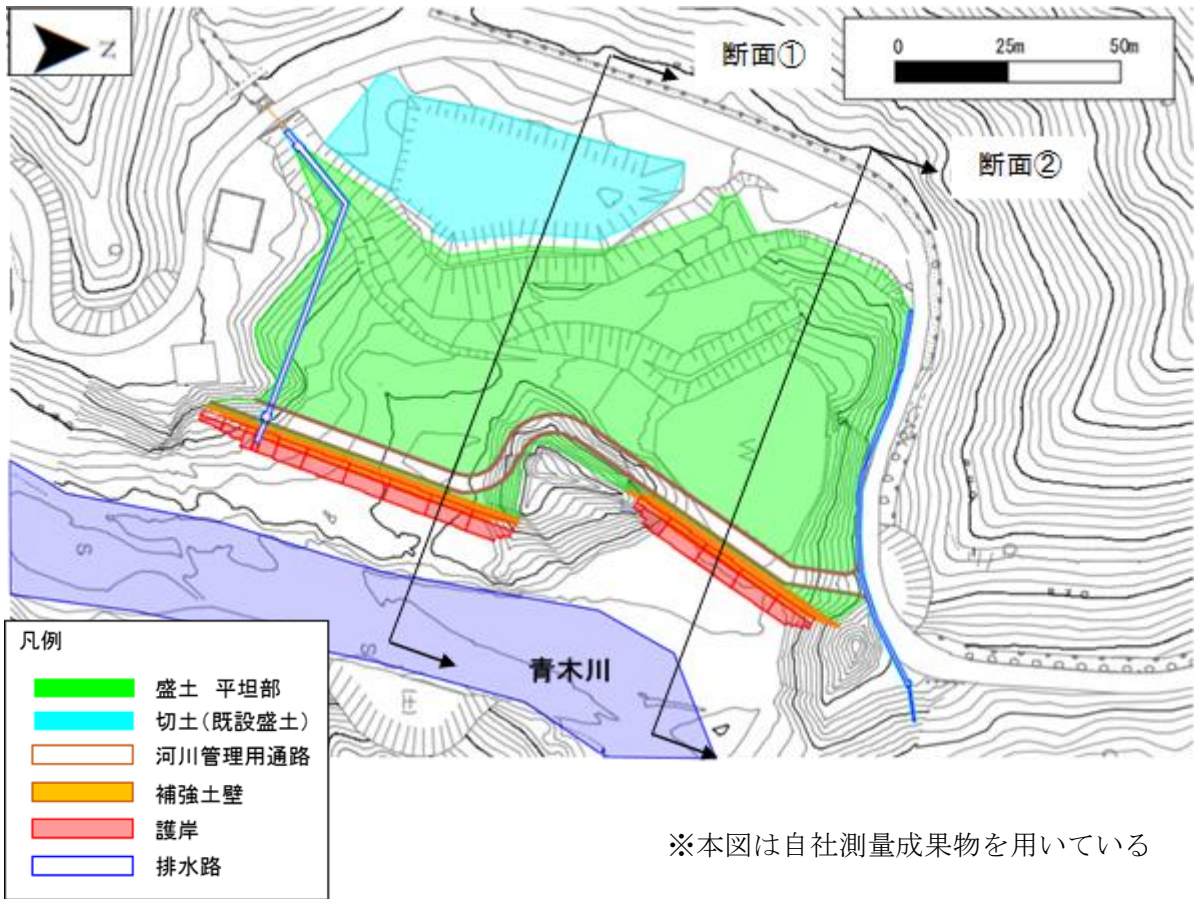 N
断面①
0 25m 50m
断面②
青木川
凡例
盛土 平坦部
切土(既設盛土)
河川管理用通路
補強土壁
護岸
排水路
※本図は自社測量成果物を用いている